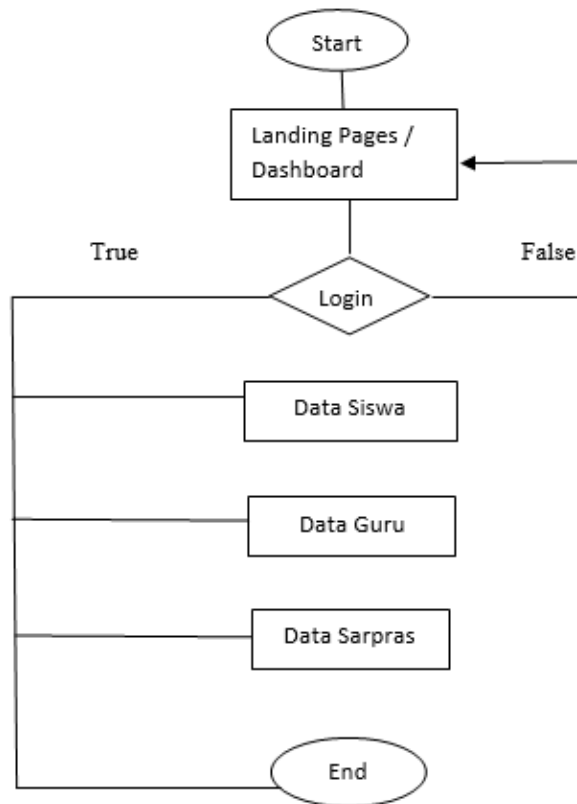 Start
Landing Pages /
Dashboard
True
False
Login
Data Siswa
Data Guru
Data Sarpras
End